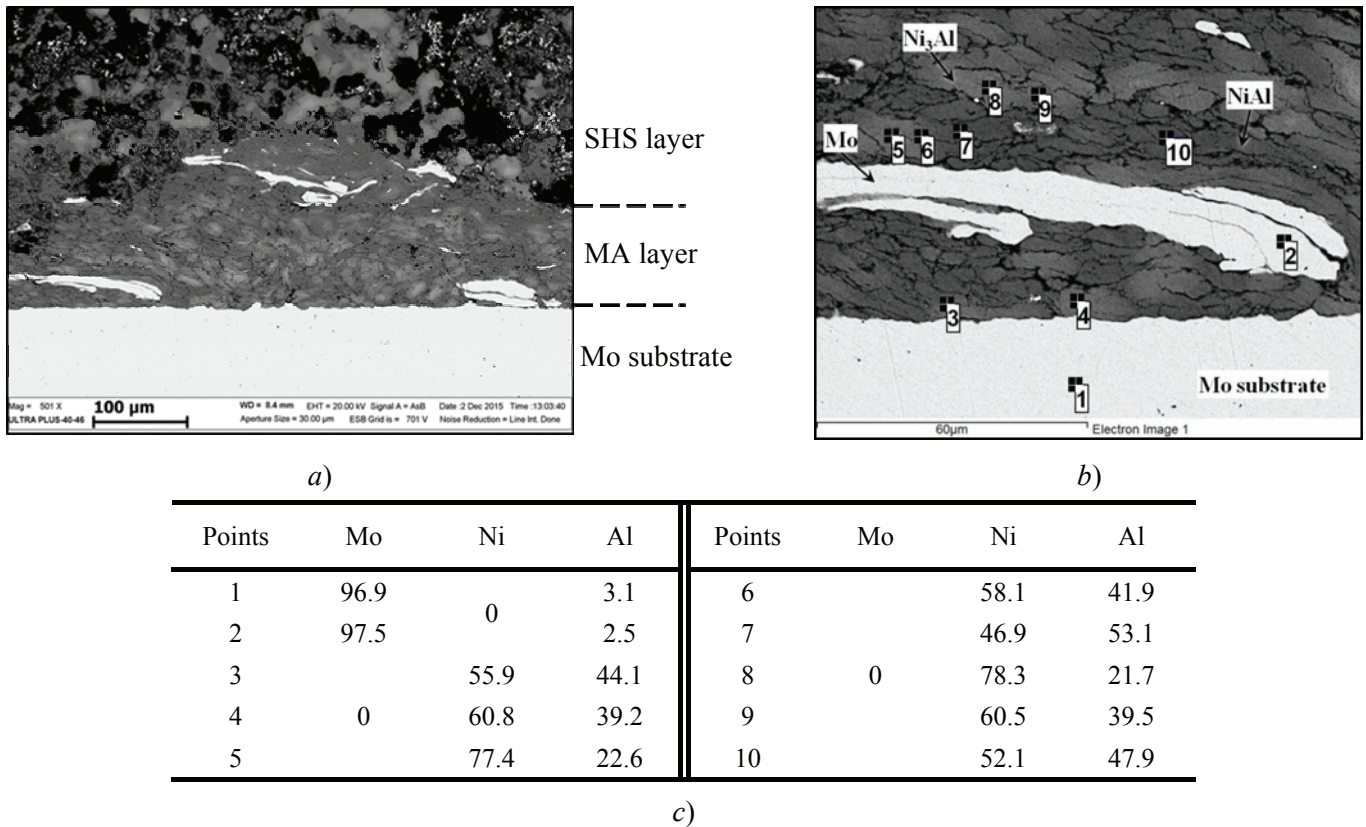 SHS layer
MA layer
Mo substrate
Mag = 501 X
100 µm
ULTRA PLUS-40-46
WD = 8.4 mm EHT = 20.00 kV Signal A = AsB Date :2 Dec 2015 Time :13:03:40
Aperture Size = 30.00 µm ESB Grid is = 701 V Noise Reduction = Line Int. Done
a)
Ni3Al
NiAl
Mo
8
9
5
6
7
10
2
3
4
1
Mo substrate
60µm
Electron Image 1
b)
Points Mo Ni Al Points Mo Ni Al
1 96.9 0 3.1 6 0 58.1 41.9
2 97.5 2.5 7 46.9 53.1
3 0 55.9 44.1 8 78.3 21.7
4 60.8 39.2 9 60.5 39.5
5 77.4 22.6 10 52.1 47.9
c)